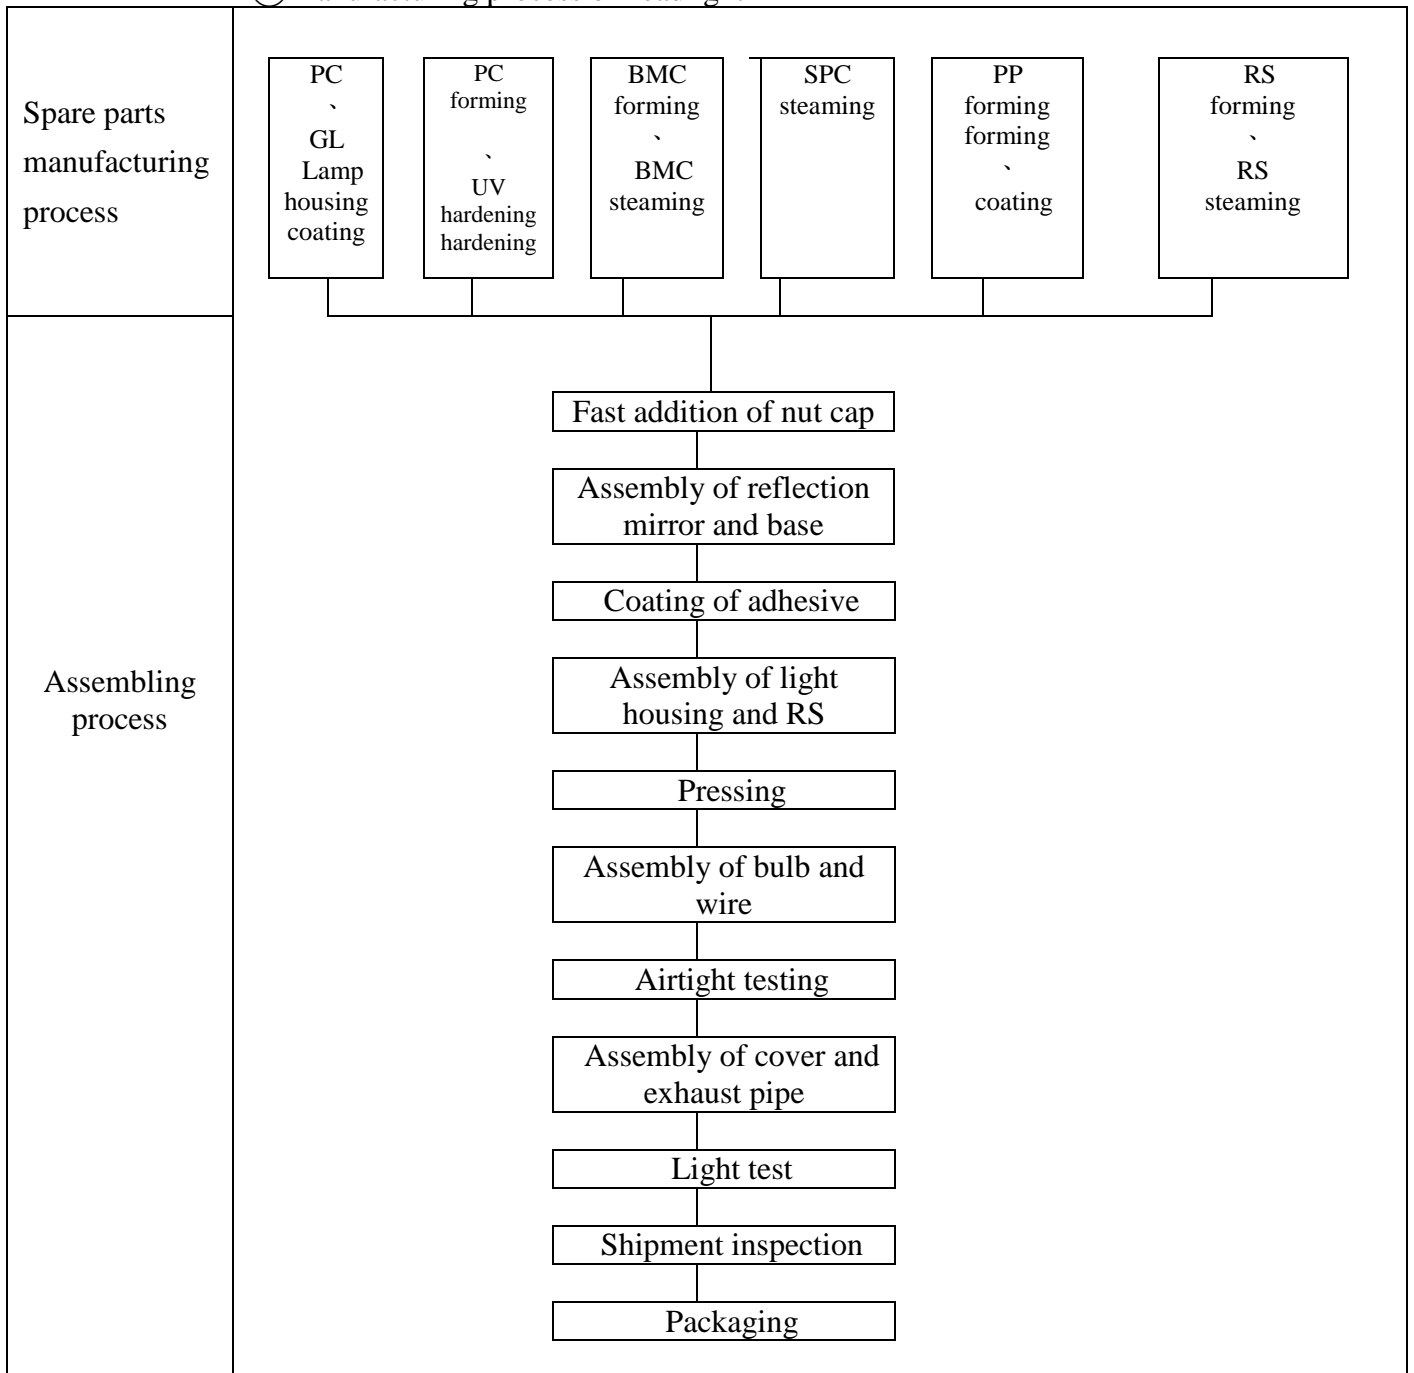 Spare parts
manufacturing
process
PC
、
GL
Lamp
housing
coating
PC
forming
、
UV
hardening
hardening
BMC
forming
、
BMC
steaming
SPC
steaming
PP
forming
forming
、
coating
RS
forming
、
RS
steaming
Assembling
process
Fast addition of nut cap
Assembly of reflection
mirror and base
Coating of adhesive
Assembly of light
housing and RS
Pressing
Assembly of bulb and
wire
Airtight testing
Assembly of cover and
exhaust pipe
Light test
Shipment inspection
Packaging